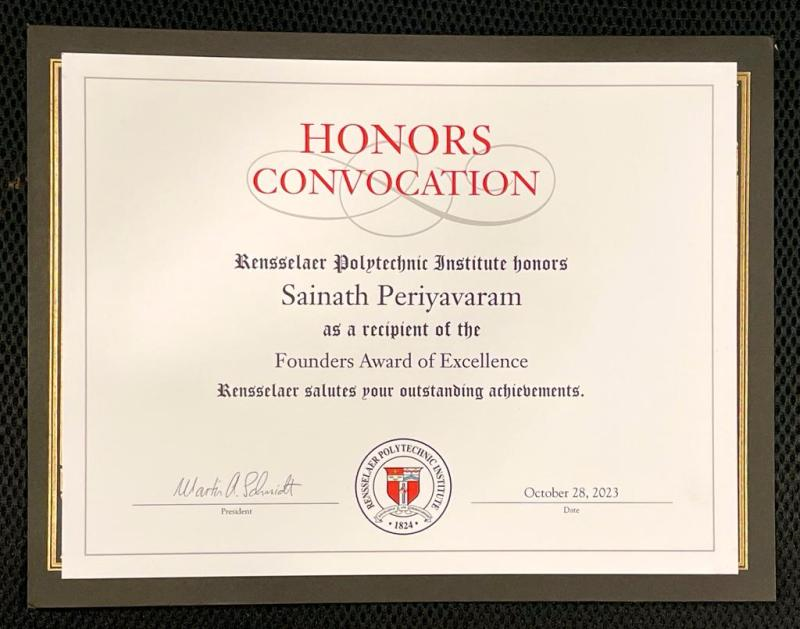 HONORS
CONVOCATION
Rensselaer Polytechnic Institute honors
Sainath Periyavaram
as a recipient of the
Founders Award of Excellence
Rensselaer salutes your outstanding achievements.
Martin A. Schmidt
President
RENSSELAER POLYTECHNIC INSTITUTE
• 1824 •
October 28, 2023
Date